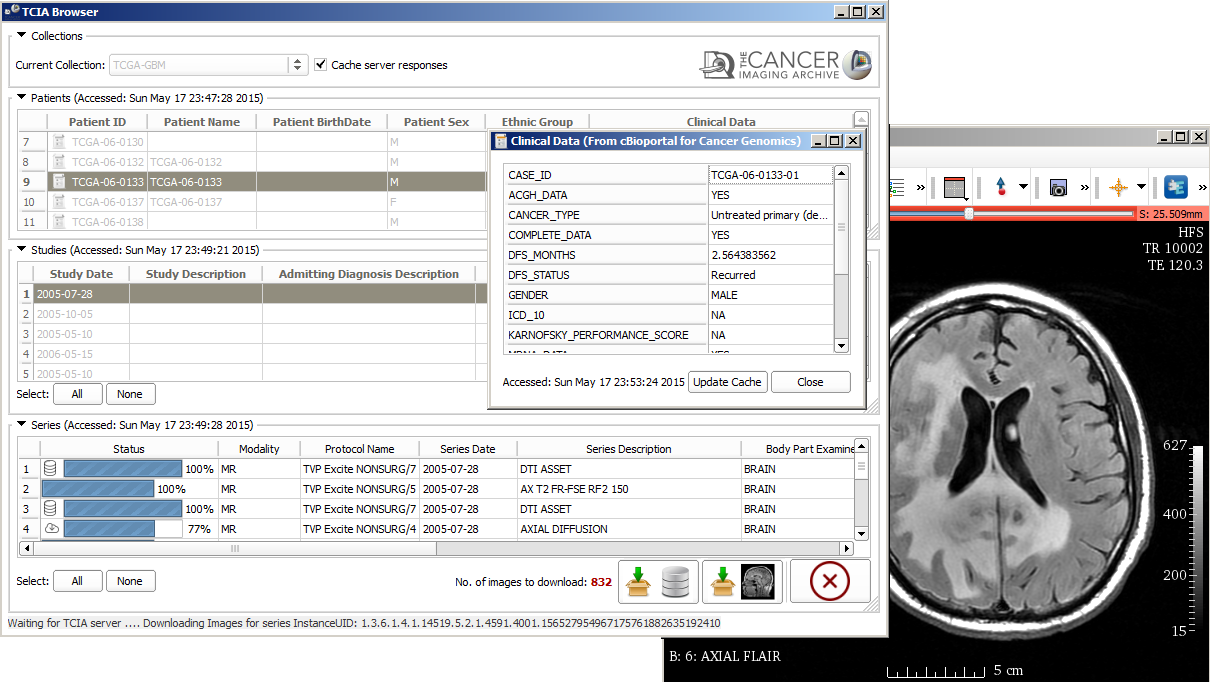 TCIA Browser
Collections
Current Collection: TCGA-GBM Cache server responses
THE CANCER IMAGING ARCHIVE
Patients (Accessed: Sun May 17 23:47:28 2015)
Patient ID Patient Name Patient BirthDate Patient Sex Ethnic Group Clinical Data
7 TCGA-06-0130 M
8 TCGA-06-0132 TCGA-06-0132 M
9 TCGA-06-0133 TCGA-06-0133 M
10 TCGA-06-0137 TCGA-06-0137 F
11 TCGA-06-0138 M
Clinical Data (From cBioportal for Cancer Genomics)
CASE_ID TCGA-06-0133-01
ACGH_DATA YES
CANCER_TYPE Untreated primary (de...
COMPLETE_DATA YES
DFS_MONTHS 2.564383562
DFS_STATUS Recurred
GENDER MALE
ICD_10 NA
KARNOFSKY_PERFORMANCE_SCORE NA
MRNA_DATA YES
Accessed: Sun May 17 23:53:24 2015 Update Cache Close
Studies (Accessed: Sun May 17 23:49:21 2015)
Study Date Study Description Admitting Diagnosis Description
1 2005-07-28
2 2005-10-05
3 2005-05-10
4 2006-05-15
5 2005-05-10
Select: All None
Series (Accessed: Sun May 17 23:49:28 2015)
Status Modality Protocol Name Series Date Series Description Body Part Examine
1 100% MR TVP Excite NONSURG/7 2005-07-28 DTI ASSET BRAIN
2 100% MR TVP Excite NONSURG/5 2005-07-28 AX T2 FR-FSE RF2 150 BRAIN
3 100% MR TVP Excite NONSURG/7 2005-07-28 DTI ASSET BRAIN
4 77% MR TVP Excite NONSURG/4 2005-07-28 AXIAL DIFFUSION BRAIN
Select: All None
No. of images to download: 832
Waiting for TCIA server .... Downloading Images for series InstanceUID: 1.3.6.1.4.1.14519.5.2.1.4591.4001.156527954967175761882635192410
S: 25.509mm
HFS
TR 10002
TE 120.3
627
400
200
15
B: 6: AXIAL FLAIR
5 cm